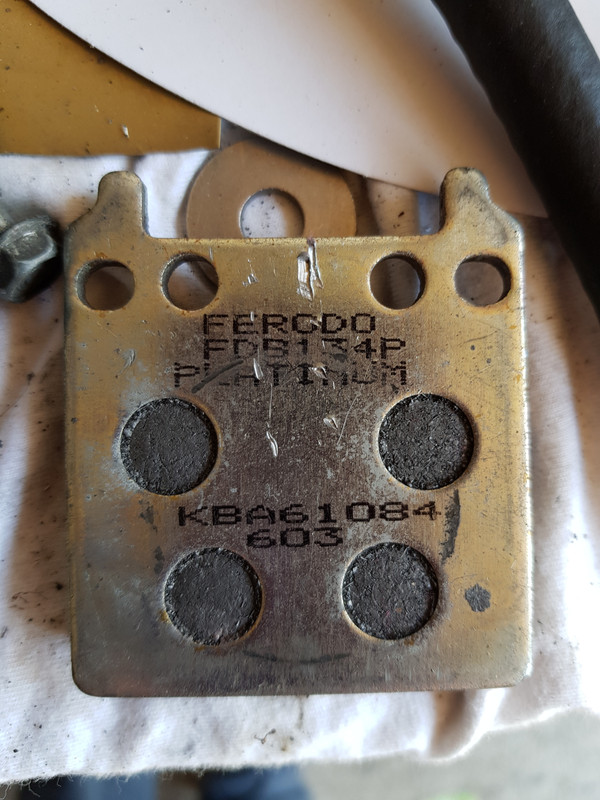 FERODO
FDB134P
PLATINUM
KBA61084
603